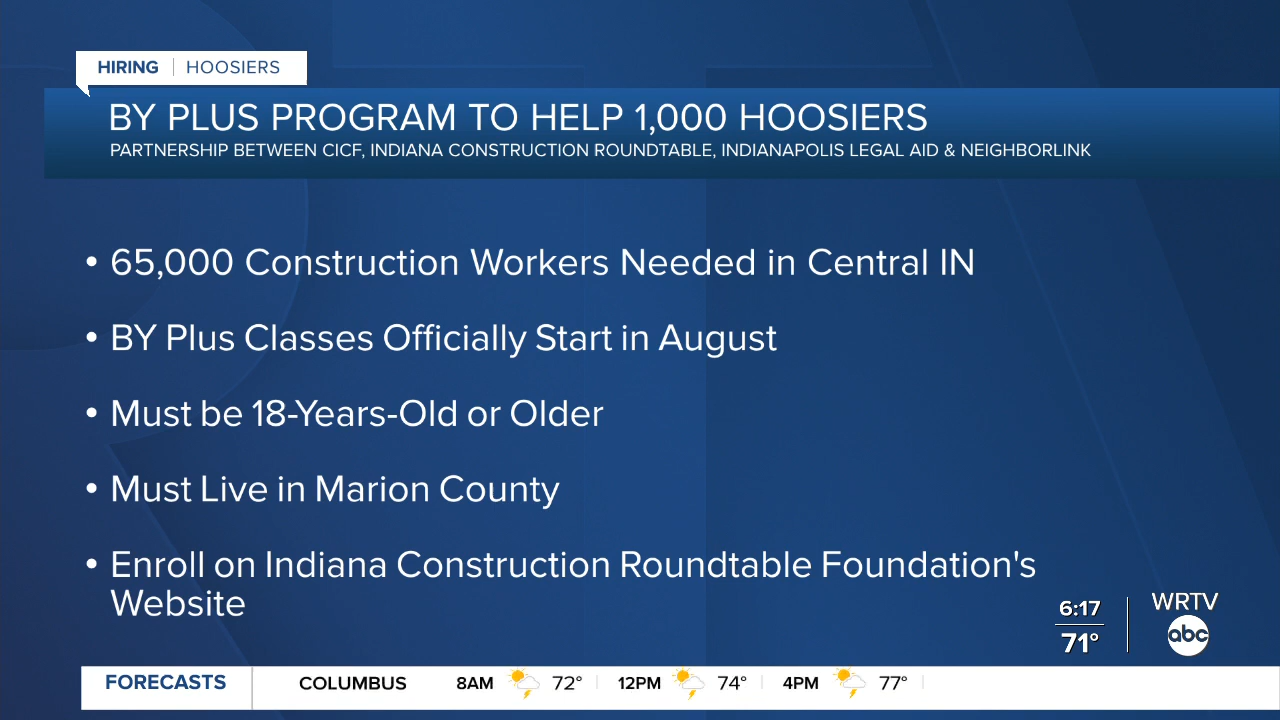 HIRING | HOOSIERS
BY PLUS PROGRAM TO HELP 1,000 HOOSIERS
PARTNERSHIP BETWEEN CICF, INDIANA CONSTRUCTION ROUNDTABLE, INDIANAPOLIS LEGAL AID & NEIGHBORLINK
• 65,000 Construction Workers Needed in Central IN
• BY Plus Classes Officially Start in August
• Must be 18-Years-Old or Older
• Must Live in Marion County
• Enroll on Indiana Construction Roundtable Foundation's
Website
6:17
71°
WRTV
abc
FORECASTS COLUMBUS 8AM 72° 12PM 74° 4PM 77°